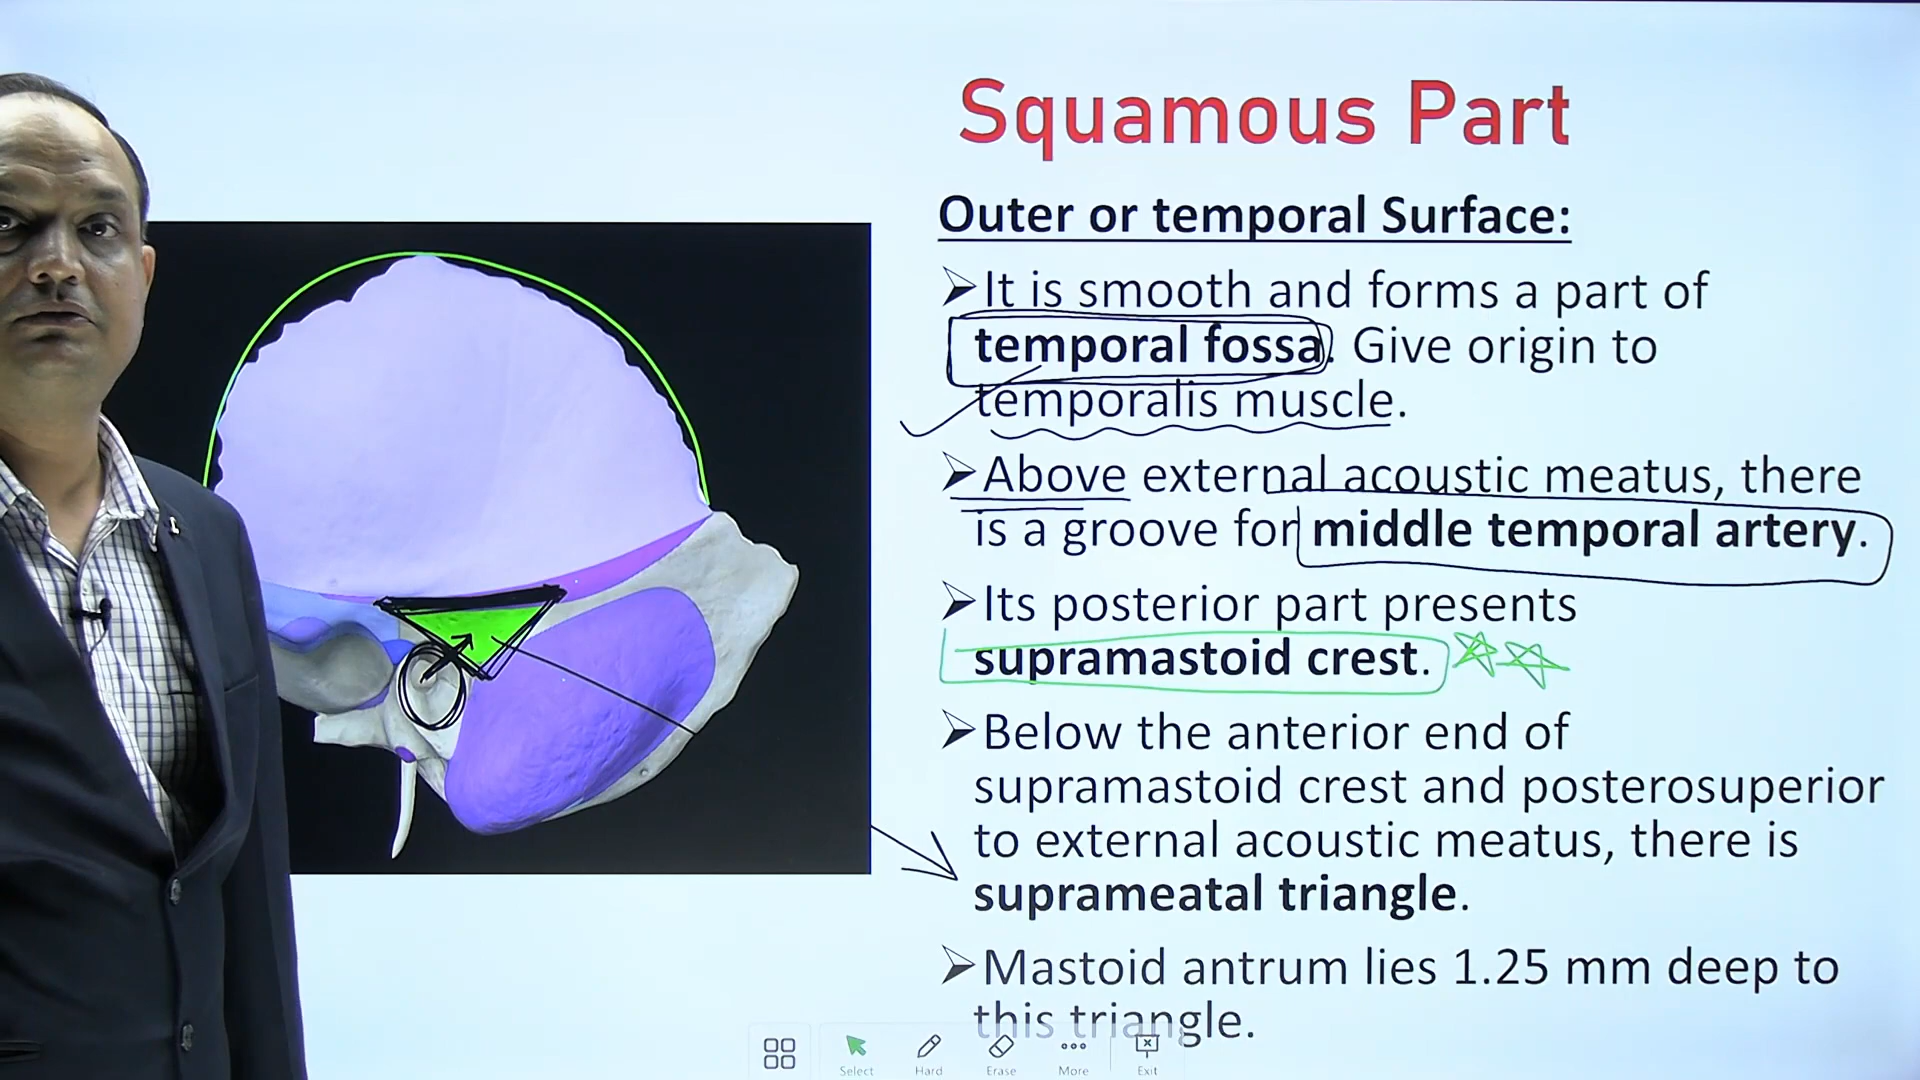 Squamous Part
Outer or temporal Surface:
➢It is smooth and forms a part of
temporal fossa. Give origin to
temporalis muscle.
➢Above external acoustic meatus, there
is a groove for middle temporal artery.
➢Its posterior part presents
supramastoid crest.
➢Below the anterior end of
supramastoid crest and posterosuperior
to external acoustic meatus, there is
suprameatal triangle.
➢Mastoid antrum lies 1.25 mm deep to
this triangle.
Select Hard Erase More Exit